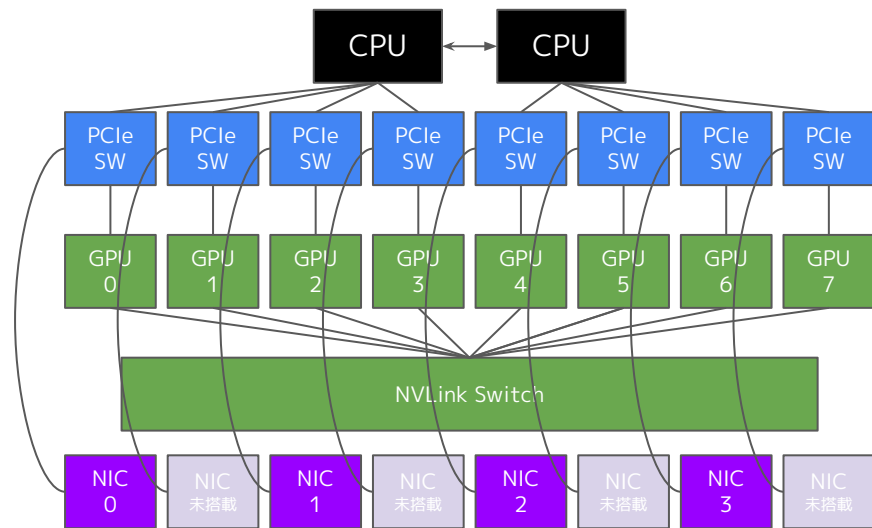 CPU
CPU
PCIe
SW
PCIe
SW
PCIe
SW
PCIe
SW
PCIe
SW
PCIe
SW
PCIe
SW
PCIe
SW
GPU
0
GPU
1
GPU
2
GPU
3
GPU
4
GPU
5
GPU
6
GPU
7
NVLink Switch
NIC
0
NIC
未搭載
NIC
1
NIC
未搭載
NIC
2
NIC
未搭載
NIC
3
NIC
未搭載